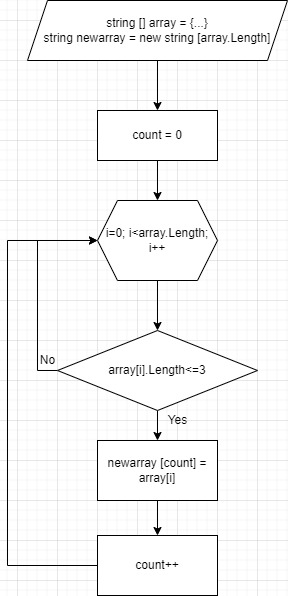 string [] array = {...}
string newarray = new string [array.Length]
count = 0
i=0; i<array.Length;
i++
array[i].Length<=3
No
Yes
newarray [count] =
array[i]
count++